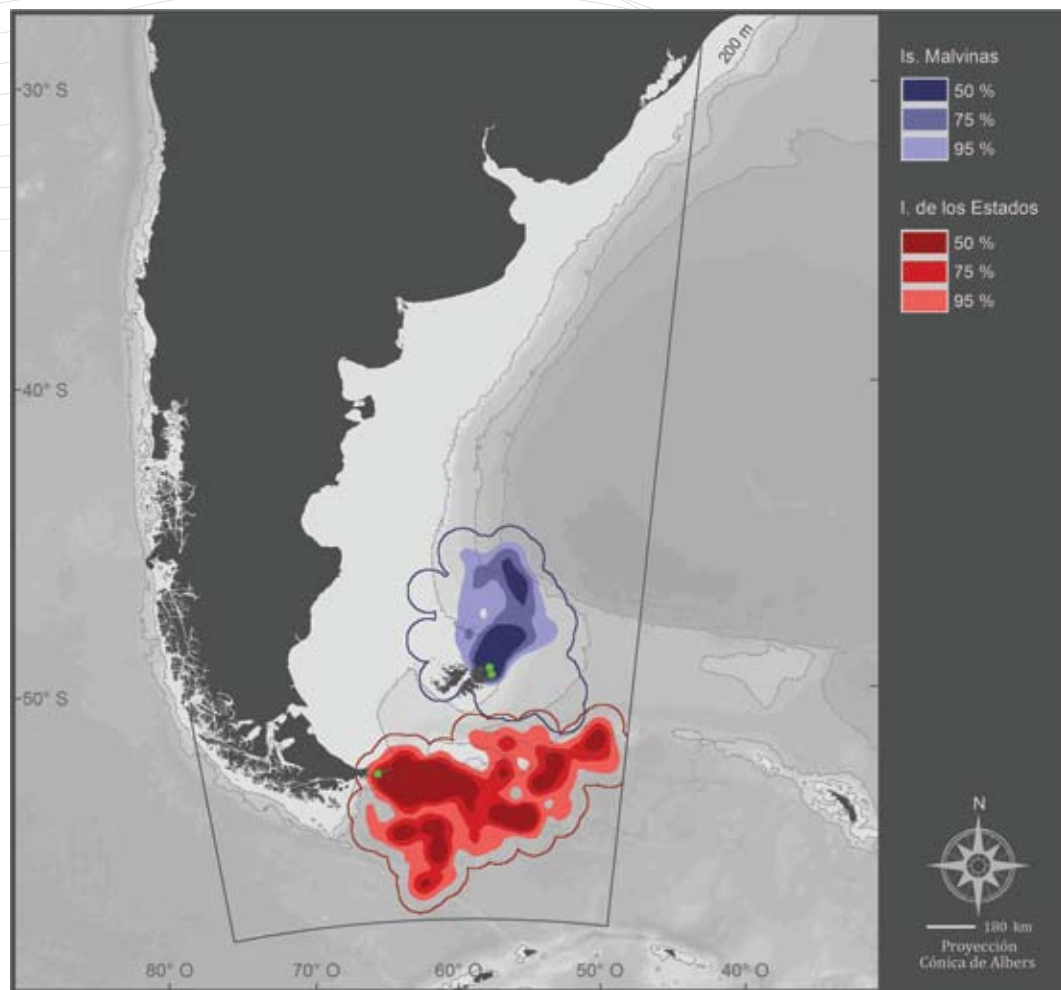 200 m
30° S
40° S
50° S
80° O
70° O
60° O
50° O
40° O
Is. Malvinas
50 %
75 %
95 %
I. de los Estados
50 %
75 %
95 %
N
180 km
Proyección
Cónica de Albers